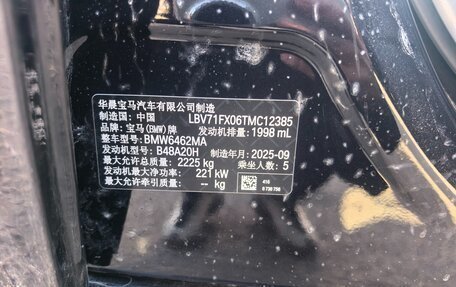 华晨宝马汽车有限公司制造
制造国: 中国 LBV71FX06TMC12385
品牌: 宝马(BMW)牌 发动机排量: 1998 mL
整车型号: BMW6462MA
发动机型号: B48A20H 制造年月: 2025-09
最大允许总质量: 2225 kg 乘坐人数: 5
发动机最大净功率: 221 kW
最大允许牵引质量: -- kg